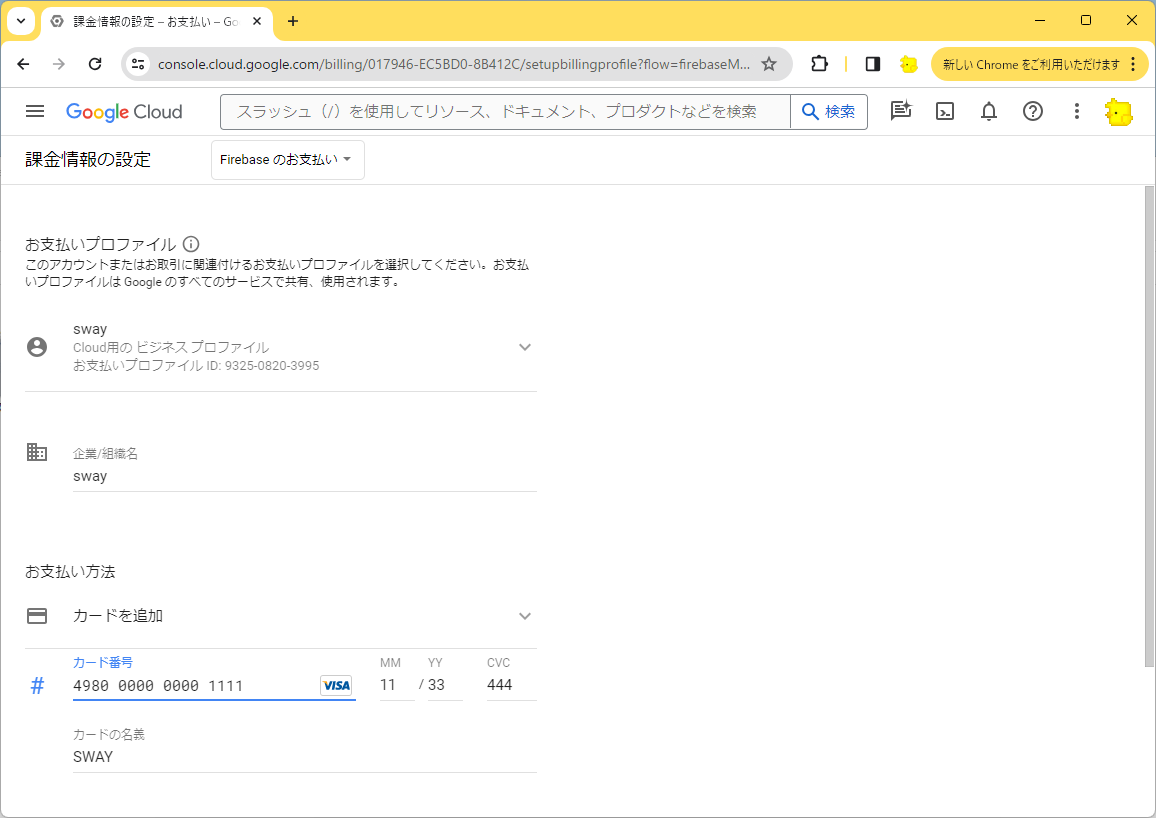 課金情報の設定 – お支払い – Go
console.cloud.google.com/billing/017946-EC5BD0-8B412C/setupbillingprofile?flow=firebaseM...
新しい Chrome をご利用いただけます
Google Cloud
スラッシュ（/）を使用してリソース、ドキュメント、プロダクトなどを検索
検索
課金情報の設定
Firebase のお支払い
お支払いプロファイル
このアカウントまたはお取引に関連付けるお支払いプロファイルを選択してください。お支払
いプロファイルは Google のすべてのサービスで共有、使用されます。
sway
Cloud用の ビジネス プロファイル
お支払いプロファイル ID: 9325-0820-3995
企業/組織名
sway
お支払い方法
カードを追加
カード番号 MM YY CVC
# 4980 0000 0000 1111 VISA 11 / 33 444
カードの名義
SWAY